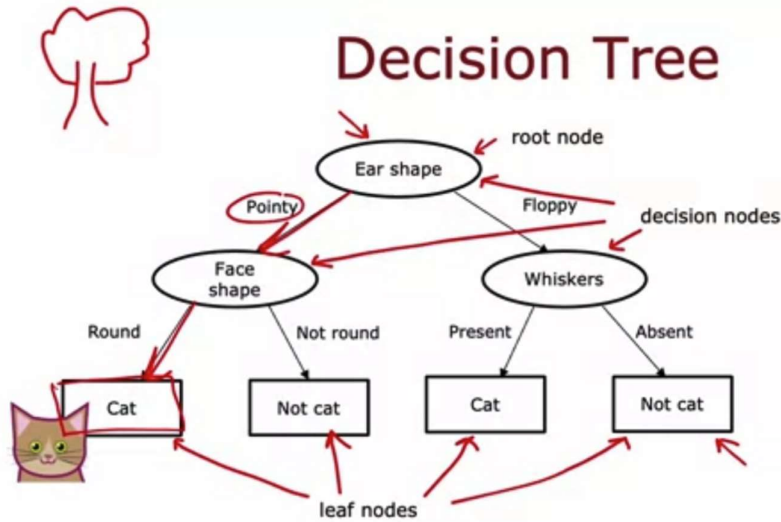 Decision Tree
root node
Ear shape
Pointy
Floppy
decision nodes
Face
shape
Whiskers
Round
Not round
Present
Absent
Cat
Not cat
Cat
Not cat
leaf nodes